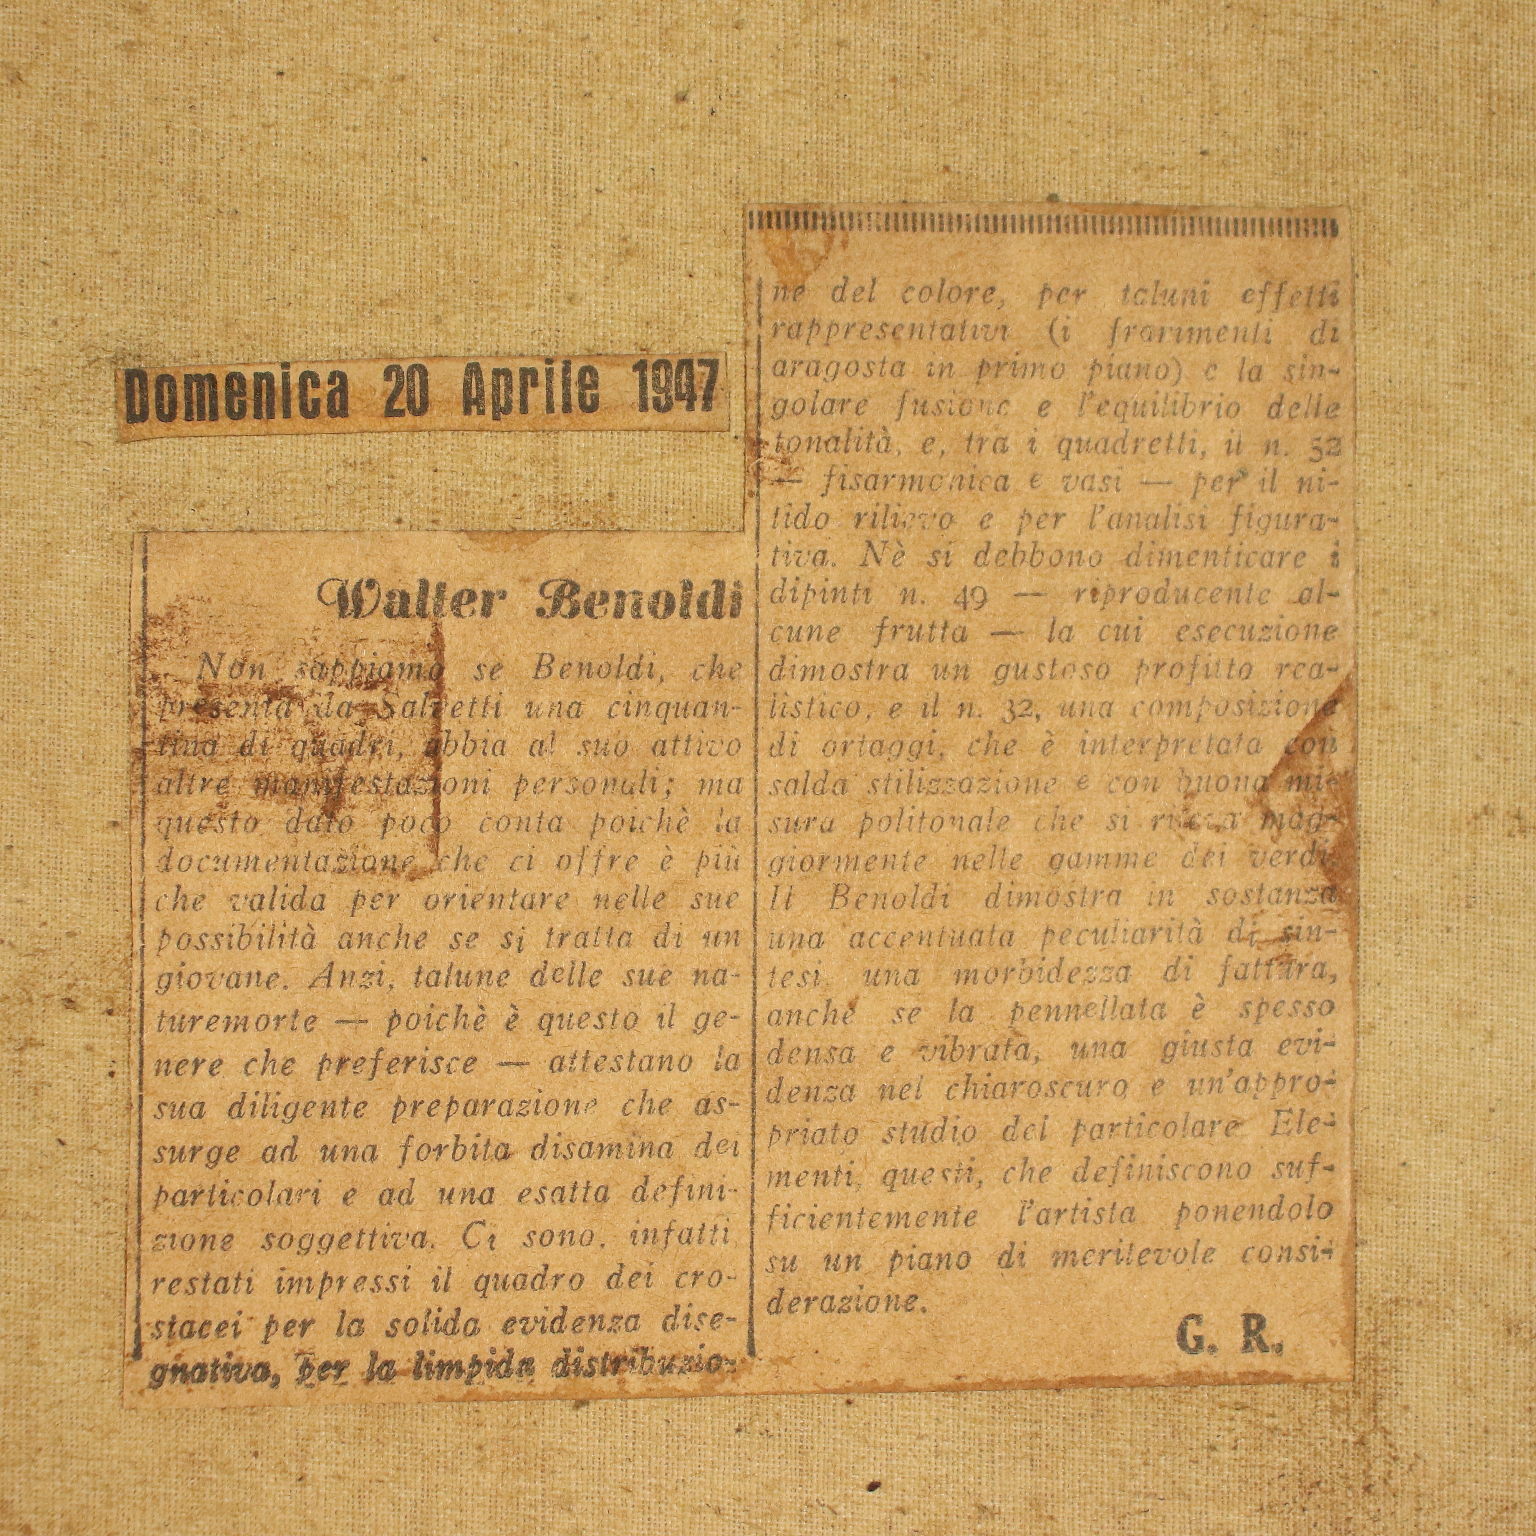 Domenica 20 Aprile 1947
Walter Benoldi
Non sappiamo se Benoldi, che
presenta da Salvetti una cinquan-
tina di quadri, abbia al suo attivo
altre manifestazioni personali; ma
questo dato poco conta poichè la
documentazione che ci offre è più
che valida per orientare nelle sue
possibilità anche se si tratta di un
giovane. Anzi, talune delle sue na-
turemorte — poichè è questo il ge-
nere che preferisce — attestano la
sua diligente preparazione che as-
surge ad una forbita disamina dei
particolari e ad una esatta defini-
zione soggettiva. Ci sono, infatti
restati impressi il quadro dei cro-
stacei per la solida evidenza dise-
gnativa, per la limpida distribuzio-
ne del colore, per taluni effetti
rappresentativi (i frarimenti di
aragosta in primo piano) e la sin-
golare fusione e l'equilibrio delle
tonalità, e, tra i quadretti, il n. 52
— fisarmonica e vasi — per il ni-
tido rilievo e per l'analisi figura-
tiva. Nè si debbono dimenticare i
dipinti n. 49 — riproducente al-
cune frutta — la cui esecuzione
dimostra un gustoso profitto rea-
listico, e il n. 32, una composizione
di ortaggi, che è interpretata con
salda stilizzazione e con buona mi-
sura politonale che si ricava mag-
giormente nelle gamme dei verdi.
Il Benoldi dimostra in sostanza
una accentuata peculiarità di sin-
tesi, una morbidezza di fattura,
anche se la pennellata è spesso
densa e vibrata, una giusta evi-
denza nel chiaroscuro e un'appro-
priato studio del particolare Ele-
menti, questi, che definiscono suf-
ficientemente l'artista ponendolo
su un piano di meritevole consi-
derazione.
G. R.